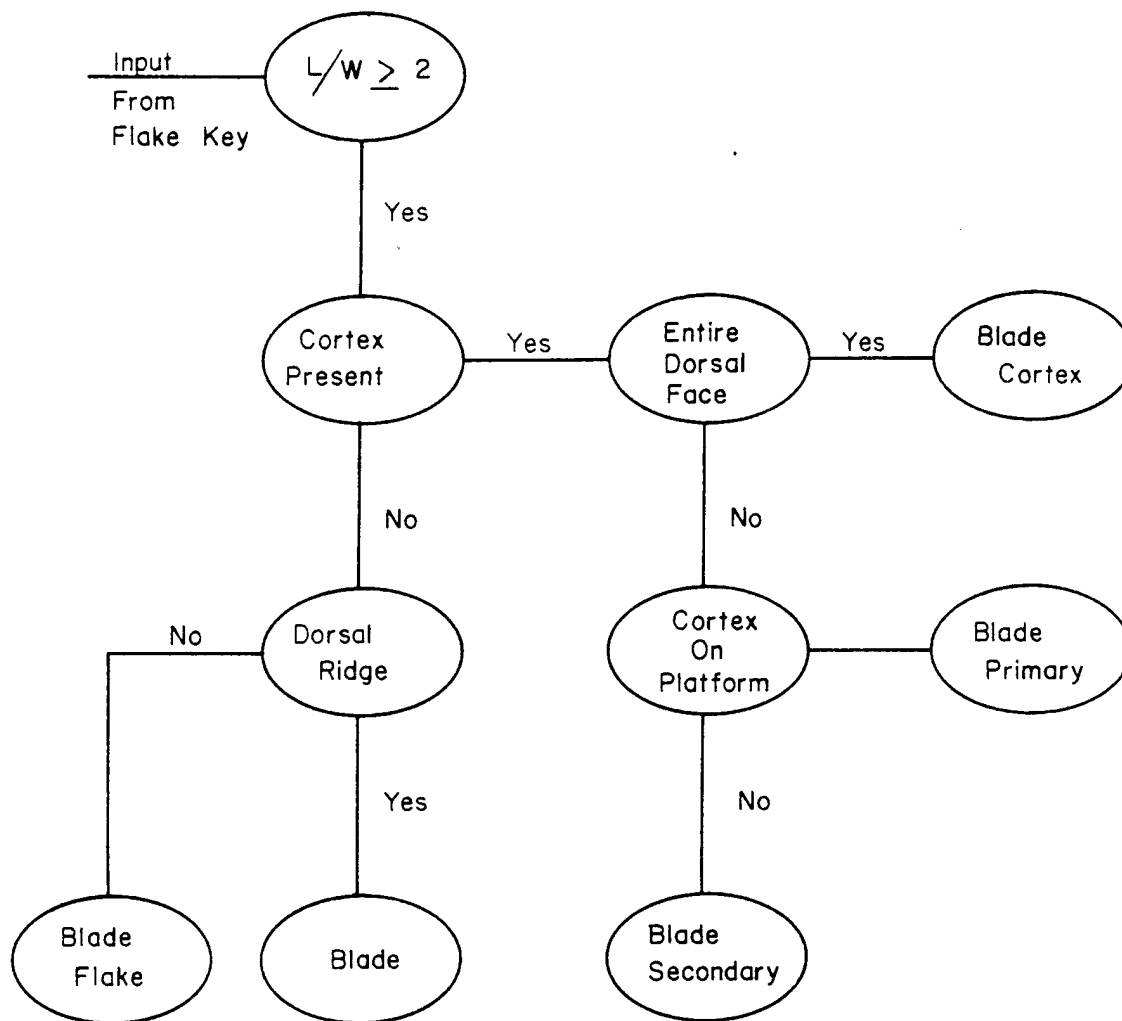 Input
From
Flake Key
L/W ≥ 2
Yes
Cortex
Present
Yes
Entire
Dorsal
Face
Yes
Blade
Cortex
No
No
No
Dorsal
Ridge
Cortex
On
Platform
Blade
Primary
Yes
No
Blade
Flake
Blade
Blade
Secondary